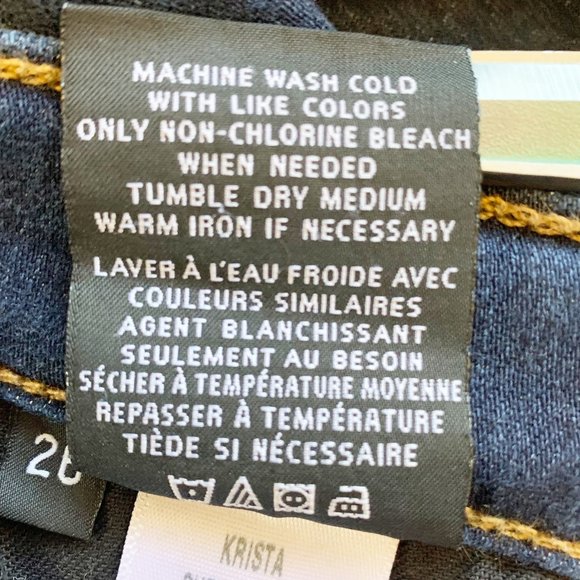 MACHINE WASH COLD
WITH LIKE COLORS
ONLY NON-CHLORINE BLEACH
WHEN NEEDED
TUMBLE DRY MEDIUM
WARM IRON IF NECESSARY
LAVER À L'EAU FROIDE AVEC
COULEURS SIMILAIRES
AGENT BLANCHISSANT
SEULEMENT AU BESOIN
SÉCHER À TEMPÉRATURE MOYENNE
REPASSER À TEMPÉRATURE
TIÈDE SI NÉCESSAIRE
KRISTA